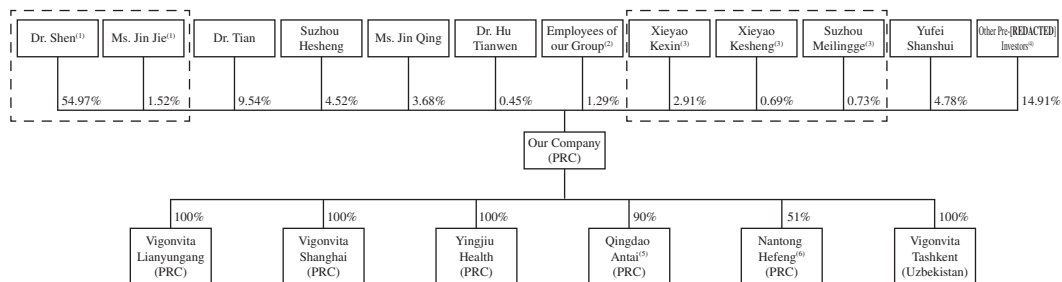 Dr. Shen(1)
Ms. Jin Jie(1)
Dr. Tian
Suzhou
Hesheng
Ms. Jin Qing
Dr. Hu
Tianwen
Employees of
our Group(2)
Xieyao
Kexin(3)
Xieyao
Kesheng(3)
Suzhou
Meilingge(3)
Yufei
Shanshui
Other Pre-[REDACTED]
Investors(4)
54.97%
1.52%
9.54%
4.52%
3.68%
0.45%
1.29%
2.91%
0.69%
0.73%
4.78%
14.91%
Our Company
(PRC)
100%
100%
100%
90%
51%
100%
Vigonvita
Lianyungang
(PRC)
Vigonvita
Shanghai
(PRC)
Yingjiu
Health
(PRC)
Qingdao
Antai(5)
(PRC)
Nantong
Hefeng(6)
(PRC)
Vigonvita
Tashkent
(Uzbekistan)